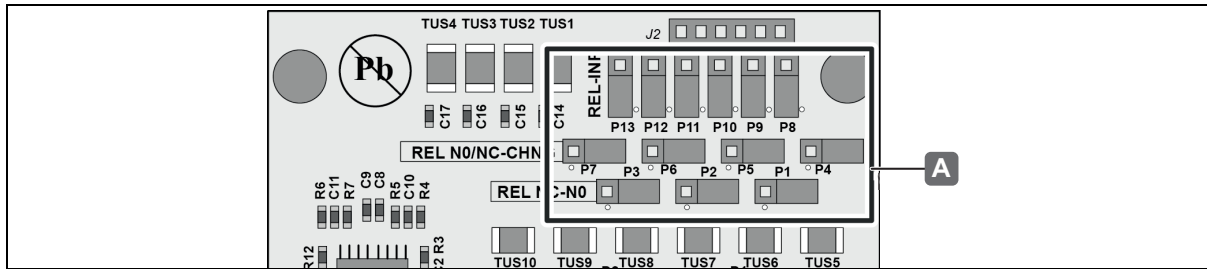 TUS4 TUS3 TUS2 TUS1
J2
Pb
REL-INF
C17 C16 C15 C14
P13 P12 P11 P10 P9 P8
REL N0/NC-CHN
P7 P6 P5 P4
P3 P2 P1
REL NC-N0
A
R6 C11 R7 C9 C8 R5 C10 R4
R12
R3
C2
TUS10 TUS9 TUS8 TUS7 TUS6 TUS5